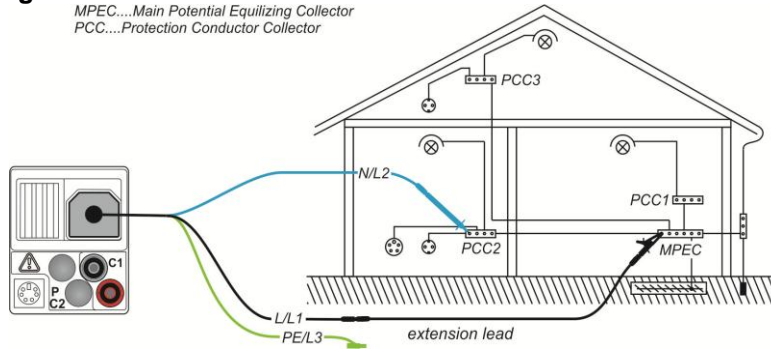 MPEC....Main Potential Equilizing Collector
PCC....Protection Conductor Collector
PCC3
N/L2
PCC1
PCC2
MPEC
C1
P
C2
L/L1
extension lead
PE/L3